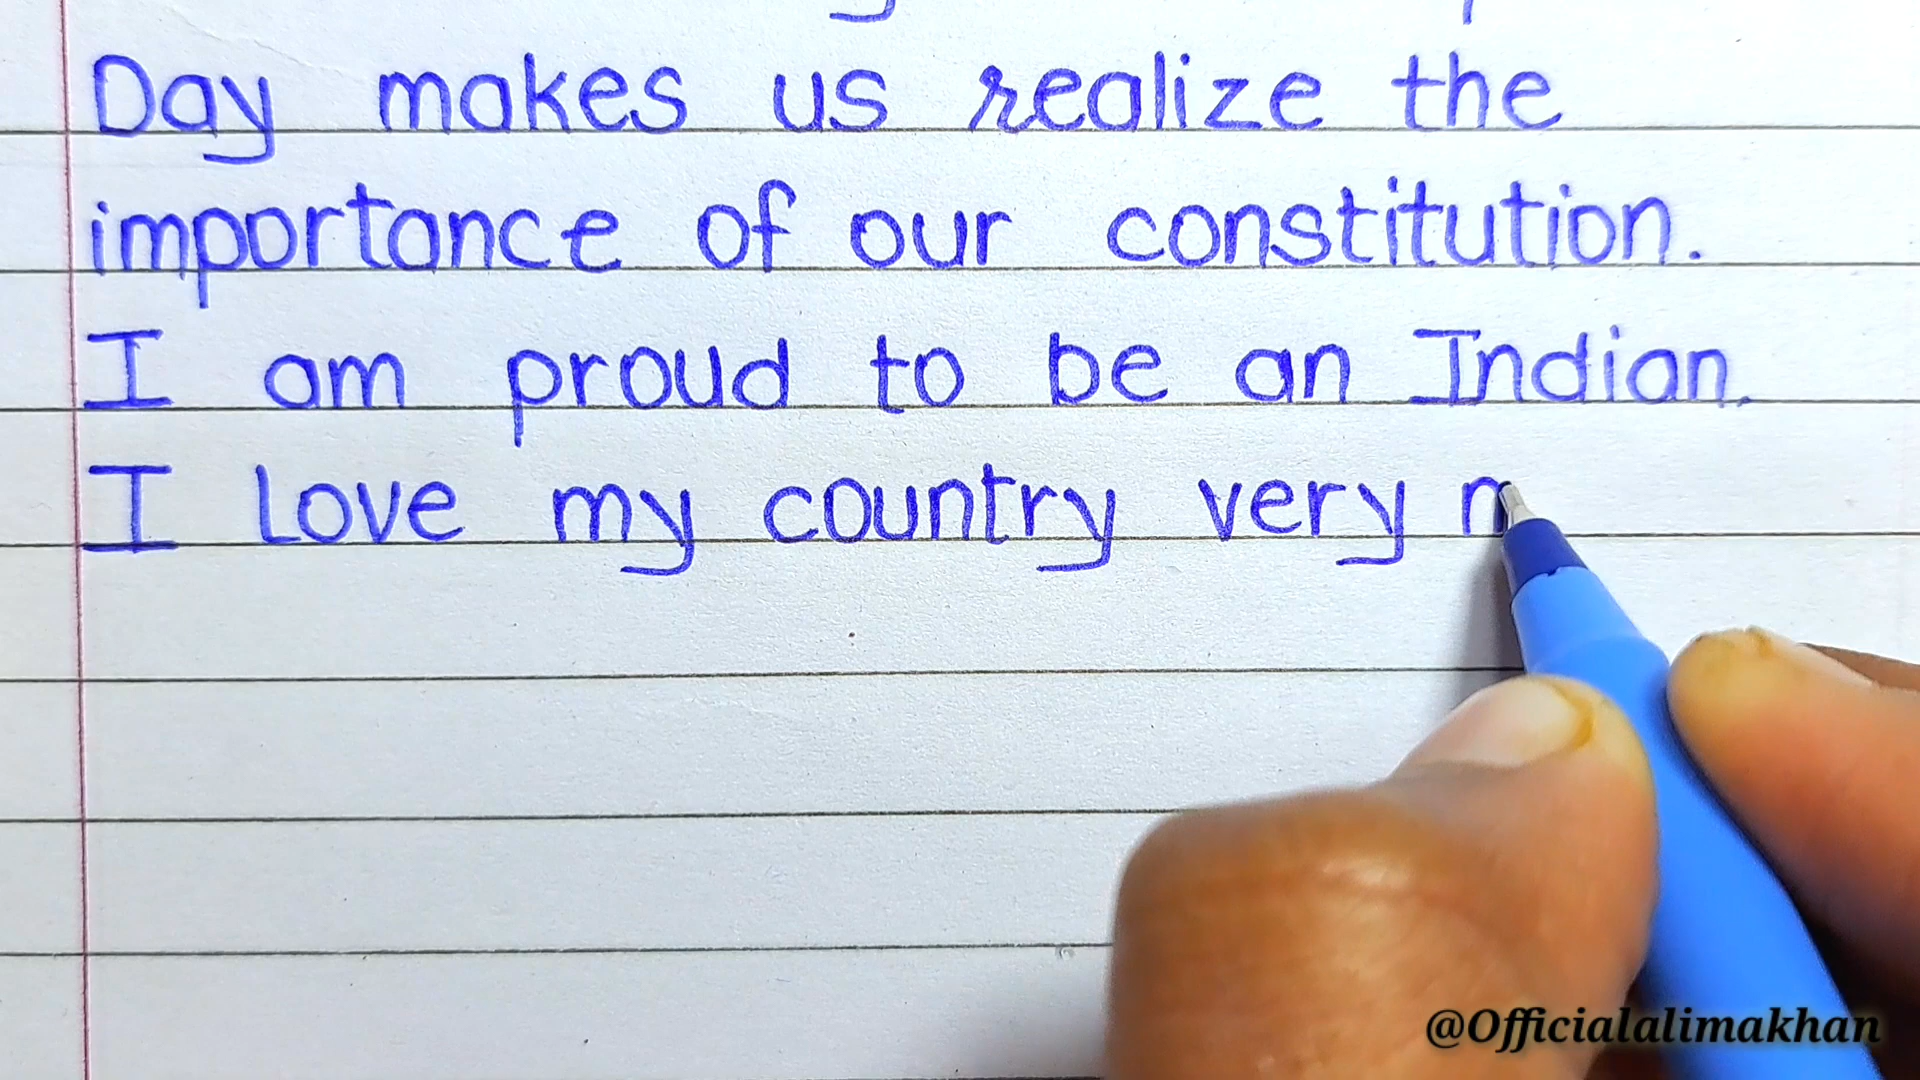 Day makes us realize the
importance of our constitution.
I am proud to be an Indian.
I love my country very
@Officialalimakhan